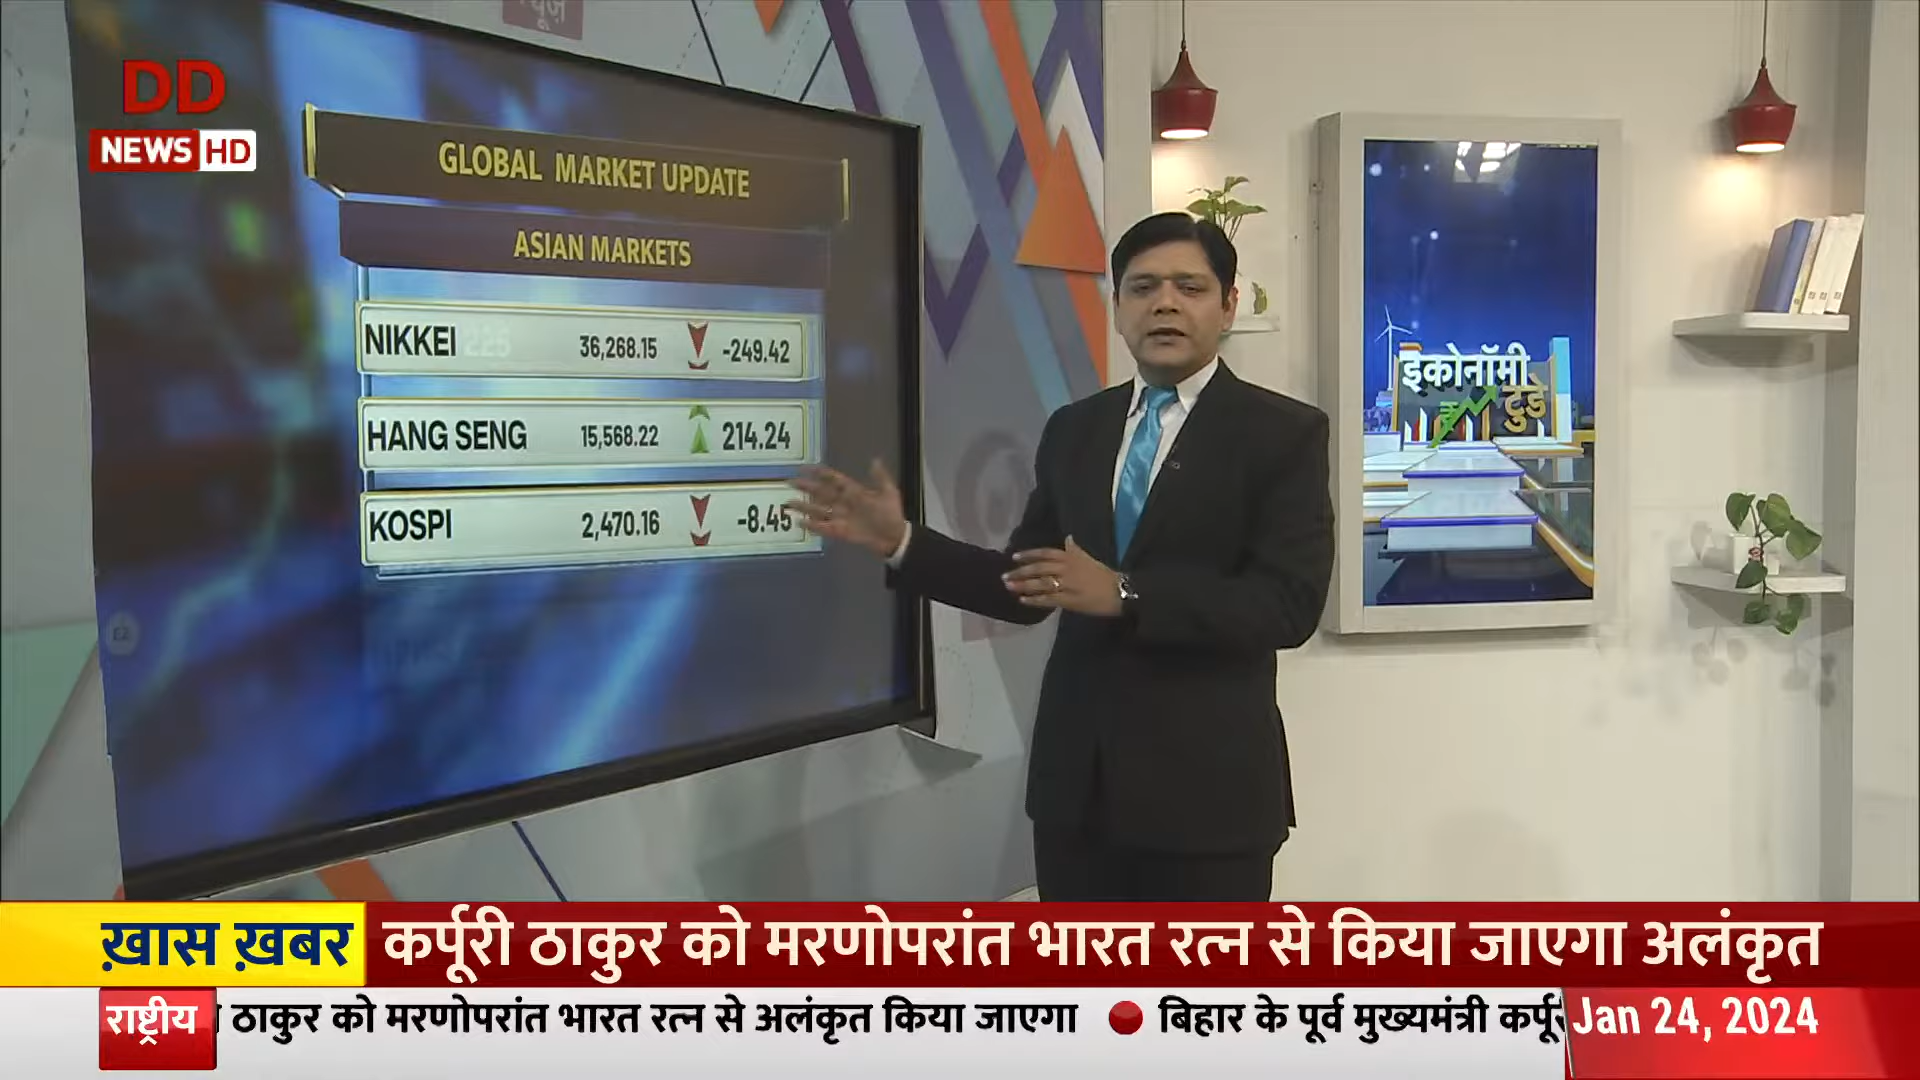 न्यूज़
DD
NEWS HD
GLOBAL MARKET UPDATE
ASIAN MARKETS
NIKKEI 225 36,268.15 -249.42
HANG SENG 15,568.22 214.24
KOSPI 2,470.16 -8.45
इकोनॉमी
टुडे
ख़ास ख़बर कर्पूरी ठाकुर को मरणोपरांत भारत रत्न से किया जाएगा अलंकृत
राष्ट्रीय ठाकुर को मरणोपरांत भारत रत्न से अलंकृत किया जाएगा बिहार के पूर्व मुख्यमंत्री Jan 24, 2024